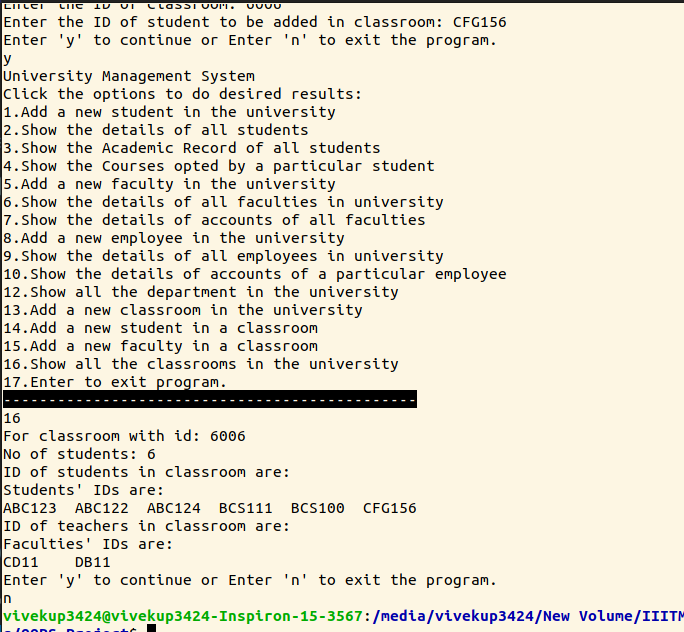 Enter the ID of Classroom: 6006
Enter the ID of student to be added in classroom: CFG156
Enter 'y' to continue or Enter 'n' to exit the program.
y
University Management System
Click the options to do desired results:
1.Add a new student in the university
2.Show the details of all students
3.Show the Academic Record of all students
4.Show the Courses opted by a particular student
5.Add a new faculty in the university
6.Show the details of all faculties in university
7.Show the details of accounts of all faculties
8.Add a new employee in the university
9.Show the details of all employees in university
10.Show the details of accounts of a particular employee
12.Show all the department in the university
13.Add a new classroom in the university
14.Add a new student in a classroom
15.Add a new faculty in a classroom
16.Show all the classrooms in the university
17.Enter to exit program.
----------------------------------------------
16
For classroom with id: 6006
No of students: 6
ID of students in classroom are:
Students' IDs are:
ABC123  ABC122  ABC124  BCS111  BCS100  CFG156
ID of teachers in classroom are:
Faculties' IDs are:
CD11    DB11
Enter 'y' to continue or Enter 'n' to exit the program.
n
vivekup3424@vivekup3424-Inspiron-15-3567:/media/vivekup3424/New Volume/IIITM
s/OOPS Project$